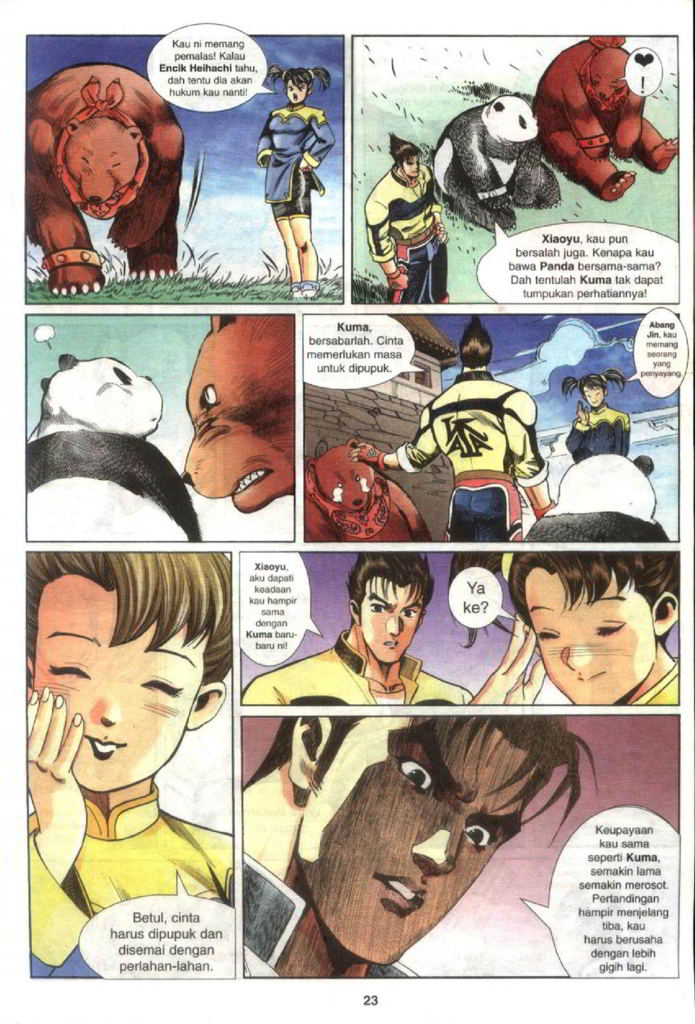 Kau ni memang
pemalas! Kalau
Encik Heihachi tahu,
dah tentu dia akan
hukum kau nanti!
!
Xiaoyu, kau pun
bersalah juga. Kenapa kau
bawa Panda bersama-sama?
Dah tentulah Kuma tak dapat
tumpukan perhatiannya!
Kuma,
bersabarlah. Cinta
memerlukan masa
untuk dipupuk.
Abang
Jin, kau
memang
seorang
yang
penyayang.
Betul, cinta
harus dipupuk dan
disemai dengan
perlahan-lahan.
Xiaoyu,
aku dapati
keadaan
kau hampir
sama
dengan
Kuma baru-
baru ni!
Ya
ke?
Keupayaan
kau sama
seperti Kuma,
semakin lama
semakin merosot.
Pertandingan
hampir menjelang
tiba, kau
harus berusaha
dengan lebih
gigih lagi.
23